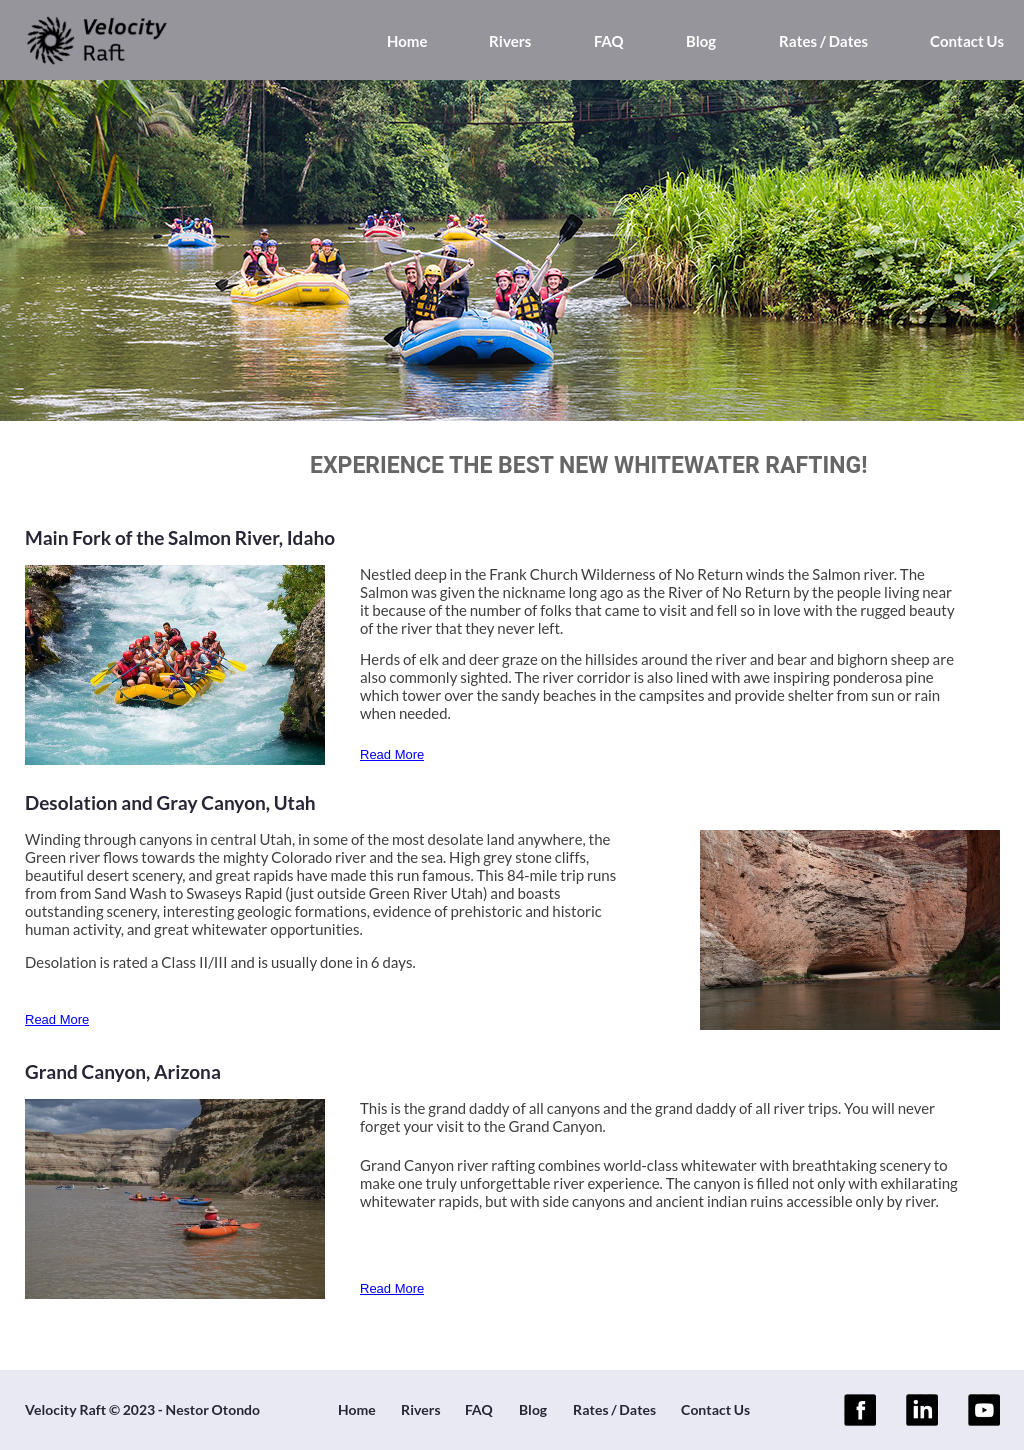 Velocity
Raft
Home Rivers FAQ Blog Rates / Dates Contact Us
EXPERIENCE THE BEST NEW WHITEWATER RAFTING!
Main Fork of the Salmon River, Idaho
Nestled deep in the Frank Church Wilderness of No Return winds the Salmon river. The
Salmon was given the nickname long ago as the River of No Return by the people living near
it because of the number of folks that came to visit and fell so in love with the rugged beauty
of the river that they never left.
Herds of elk and deer graze on the hillsides around the river and bear and bighorn sheep are
also commonly sighted. The river corridor is also lined with awe inspiring ponderosa pine
which tower over the sandy beaches in the campsites and provide shelter from sun or rain
when needed.
Read More
Desolation and Gray Canyon, Utah
Winding through canyons in central Utah, in some of the most desolate land anywhere, the
Green river flows towards the mighty Colorado river and the sea. High grey stone cliffs,
beautiful desert scenery, and great rapids have made this run famous. This 84-mile trip runs
from from Sand Wash to Swaseys Rapid (just outside Green River Utah) and boasts
outstanding scenery, interesting geologic formations, evidence of prehistoric and historic
human activity, and great whitewater opportunities.
Desolation is rated a Class II/III and is usually done in 6 days.
Read More
Grand Canyon, Arizona
This is the grand daddy of all canyons and the grand daddy of all river trips. You will never
forget your visit to the Grand Canyon.
Grand Canyon river rafting combines world-class whitewater with breathtaking scenery to
make one truly unforgettable river experience. The canyon is filled not only with exhilarating
whitewater rapids, but with side canyons and ancient indian ruins accessible only by river.
Read More
Velocity Raft © 2023 - Nestor Otondo Home Rivers FAQ Blog Rates / Dates Contact Us